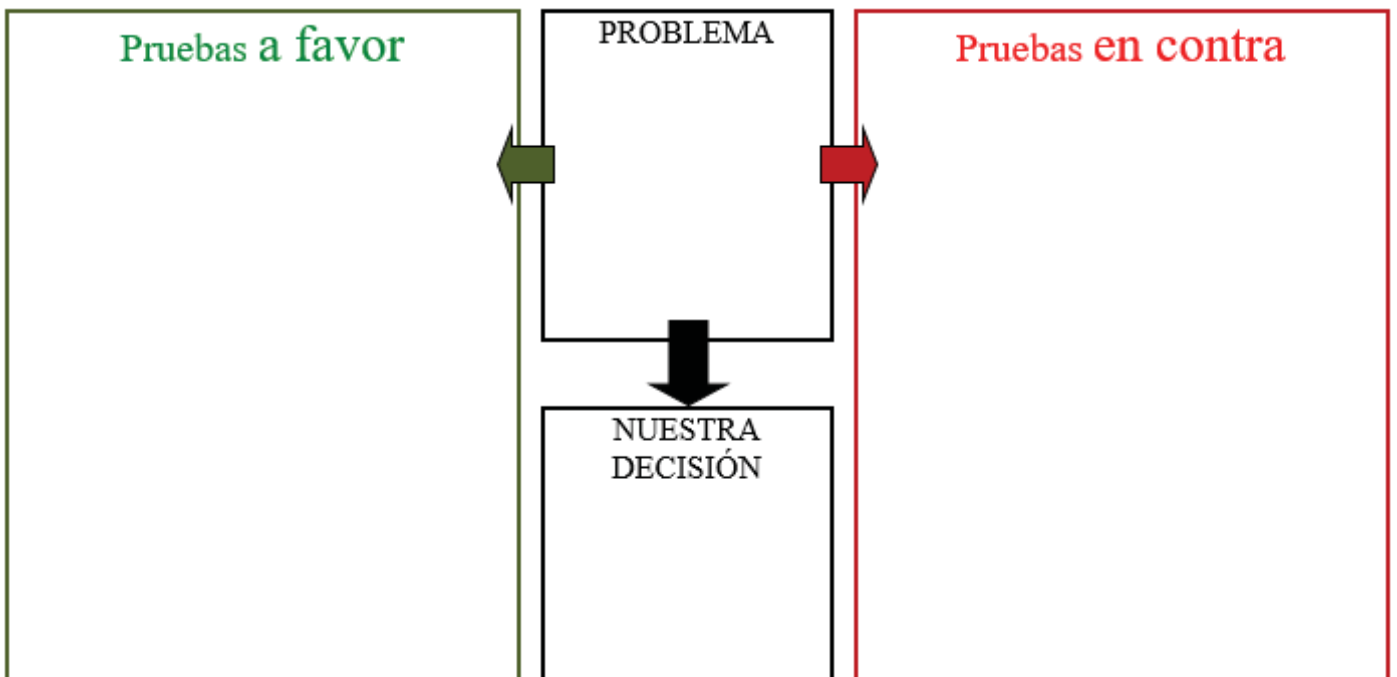 Pruebas a favor
PROBLEMA
Pruebas en contra
NUESTRA
DECISIÓN